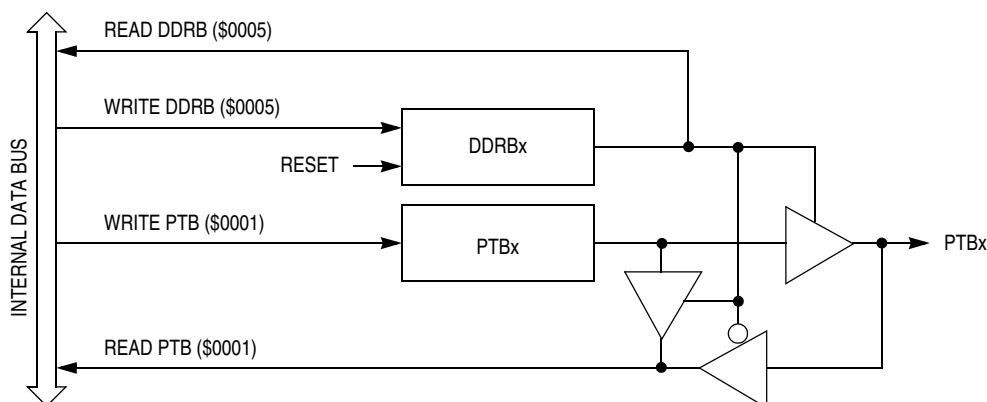 READ DDRB ($0005)
WRITE DDRB ($0005)
DDRBx
RESET
INTERNAL DATA BUS
WRITE PTB ($0001)
PTBx
PTBx
READ PTB ($0001)